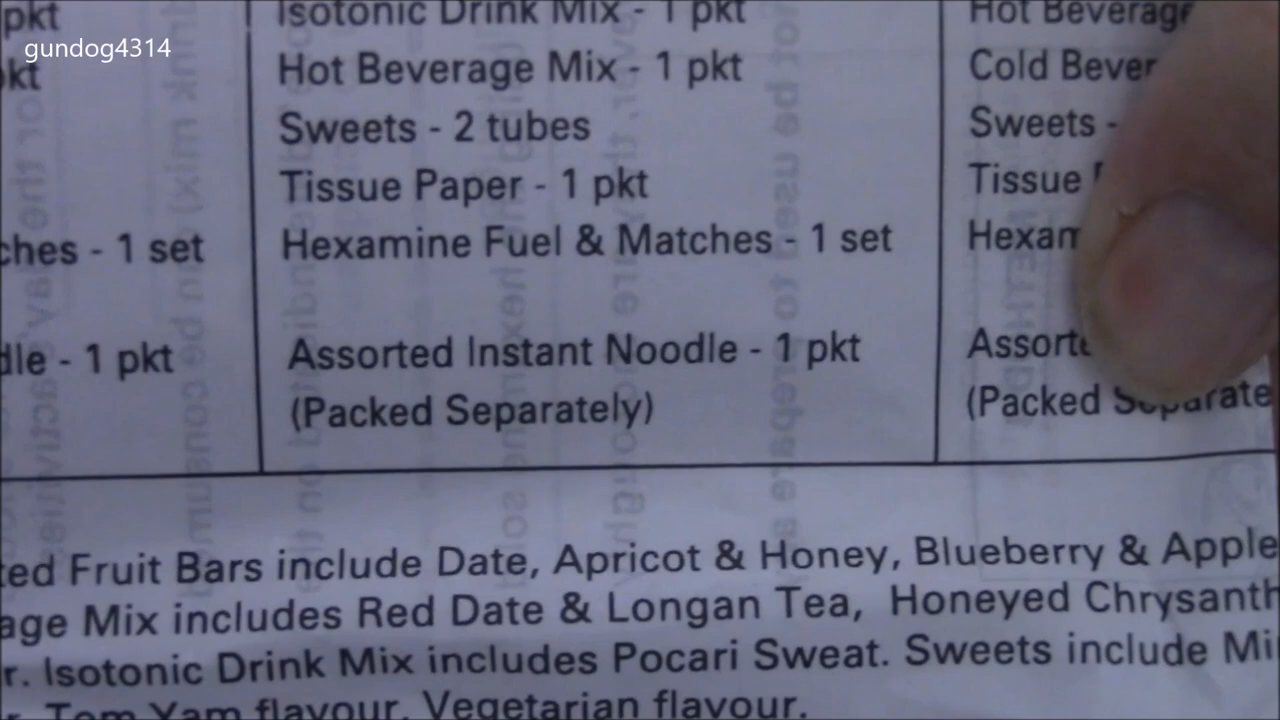 gundog4314
pkt
kt
ches - 1 set
dle - 1 pkt
Isotonic Drink Mix - 1 pkt
Hot Beverage Mix - 1 pkt
Sweets - 2 tubes
Tissue Paper - 1 pkt
Hexamine Fuel & Matches - 1 set
Assorted Instant Noodle - 1 pkt
(Packed Separately)
Hot Beverage
Cold Bever
Sweets -
Tissue
Hexam
Assorte
(Packed Separate
ted Fruit Bars include Date, Apricot & Honey, Blueberry & Apple
age Mix includes Red Date & Longan Tea, Honeyed Chrysanth
r. Isotonic Drink Mix includes Pocari Sweat. Sweets include Mi
r, Tom Yam flavour, Vegetarian flavour.